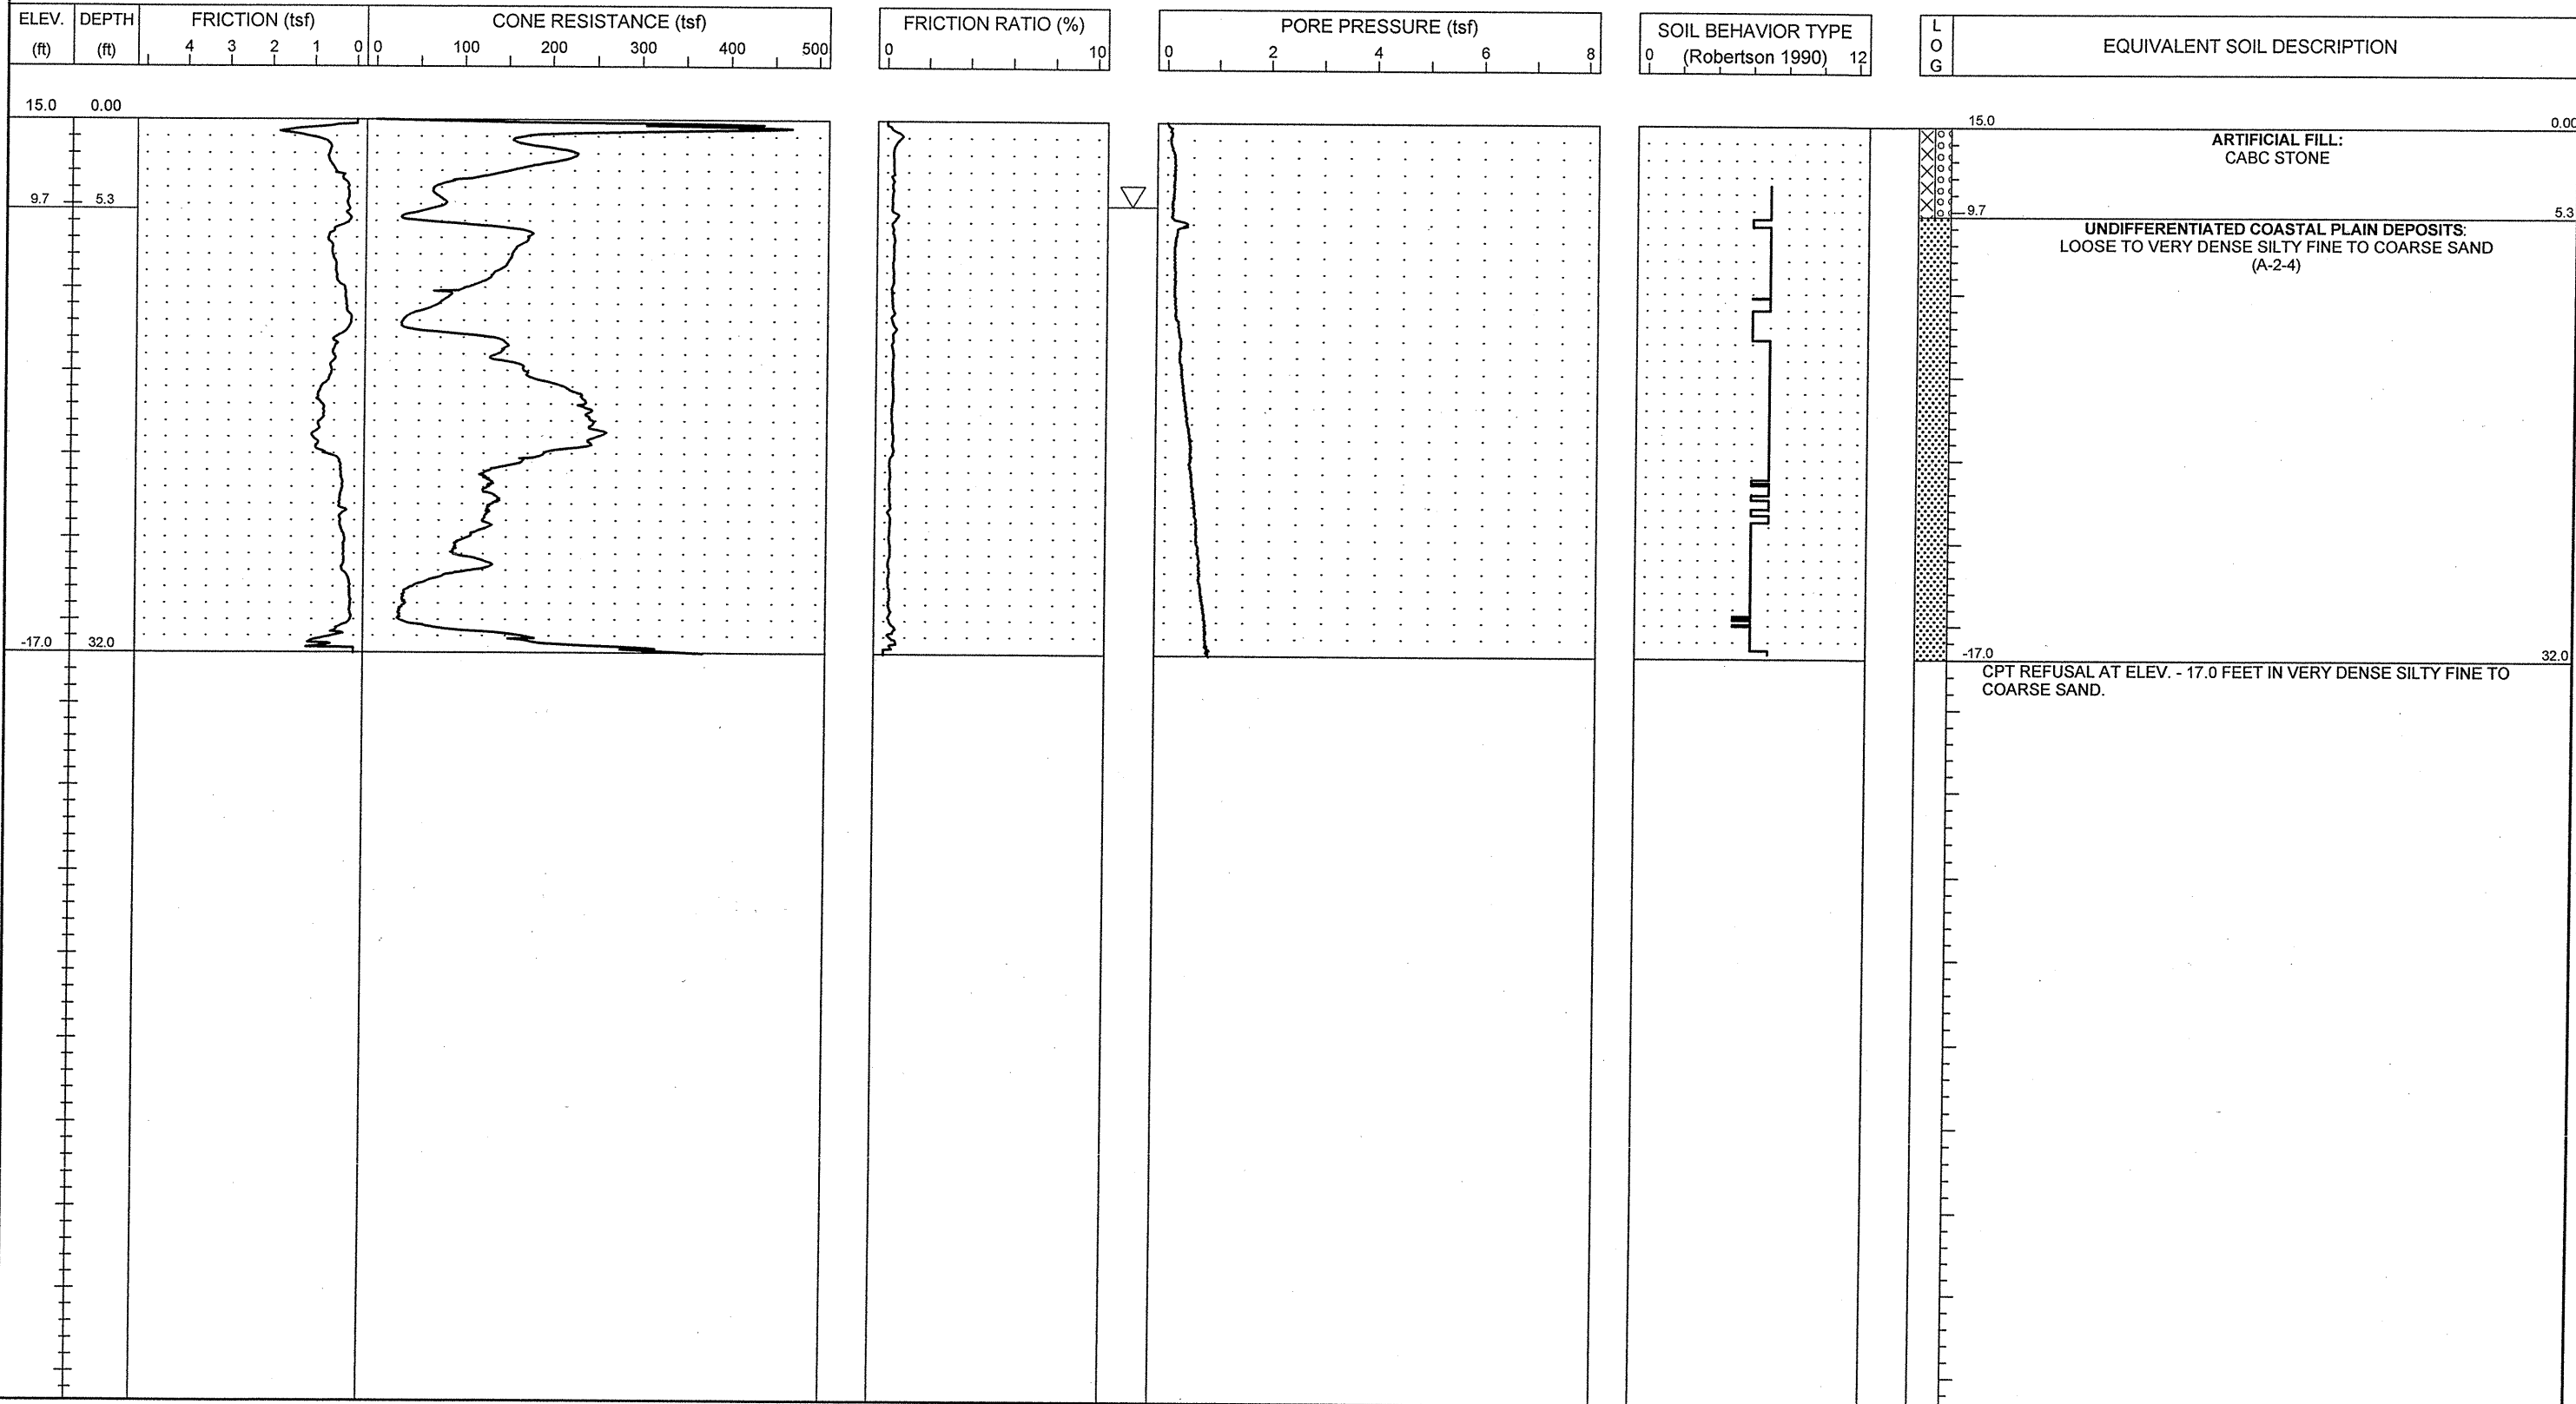 ELEV. DEPTH FRICTION (tsf) CONE RESISTANCE (tsf) FRICTION RATIO (%) PORE PRESSURE (tsf) SOIL BEHAVIOR TYPE L
(ft) (ft) 4 3 2 1 0 0 100 200 300 400 500 0 10 0 2 4 6 8 0 (Robertson 1990) 12 O EQUIVALENT SOIL DESCRIPTION
G
15.0 0.00
15.0 0.00
ARTIFICIAL FILL:
CABC STONE
9.7 5.3
9.7 5.3
UNDIFFERENTIATED COASTAL PLAIN DEPOSITS:
LOOSE TO VERY DENSE SILTY FINE TO COARSE SAND
(A-2-4)
-17.0 32.0
-17.0 32.0
CPT REFUSAL AT ELEV. - 17.0 FEET IN VERY DENSE SILTY FINE TO
COARSE SAND.